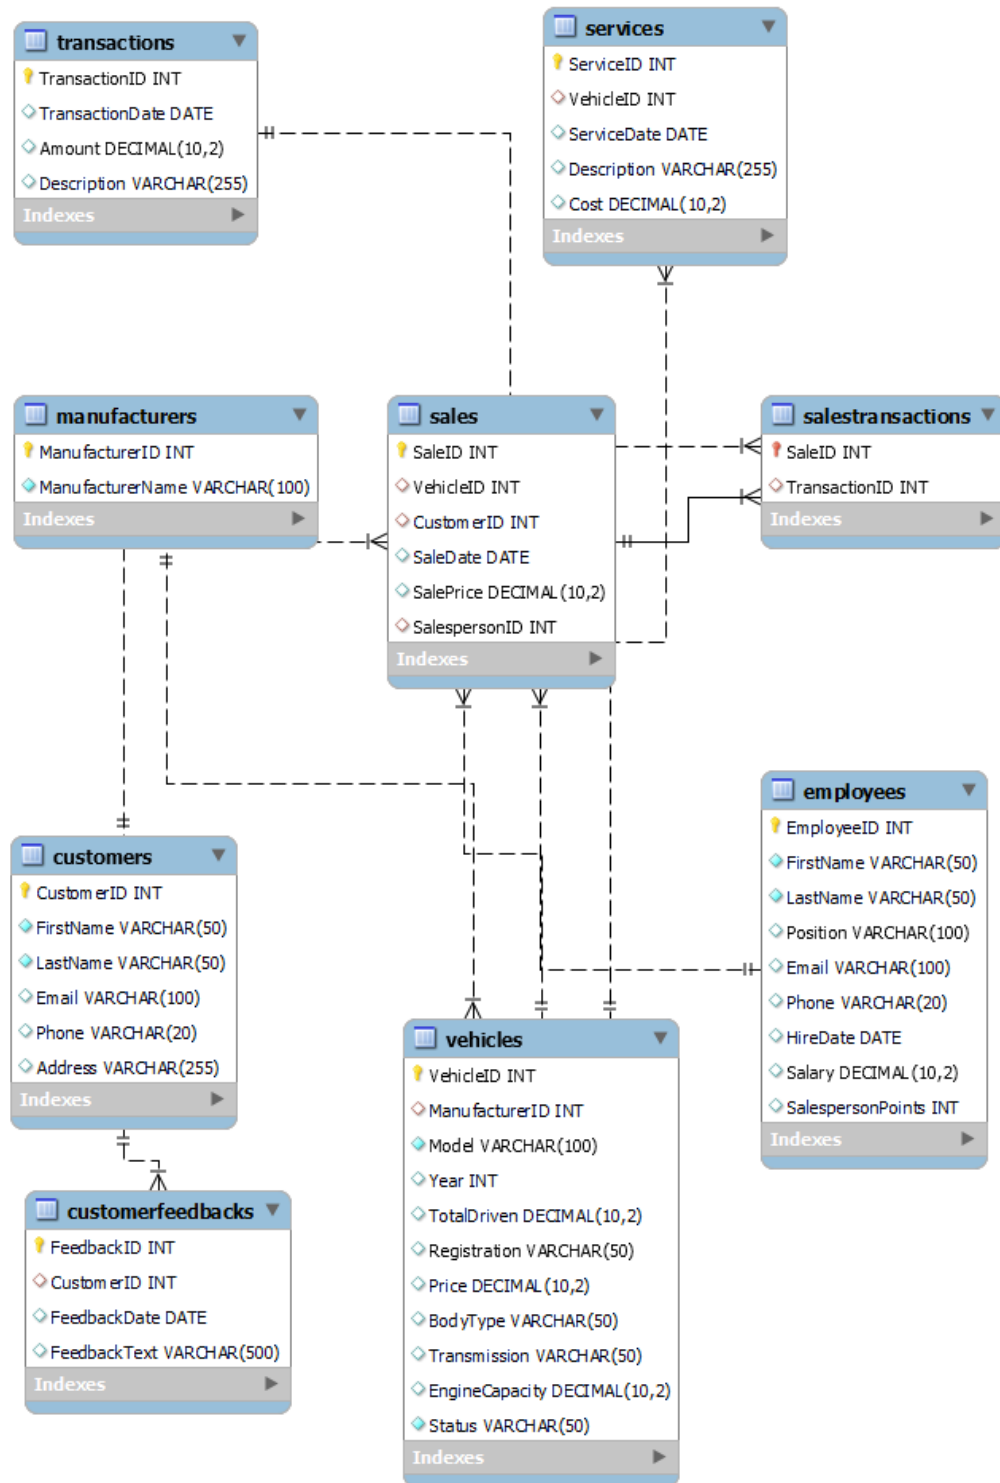 transactions
TransactionID INT
TransactionDate DATE
Amount DECIMAL(10,2)
Description VARCHAR(255)
Indexes
services
ServiceID INT
VehicleID INT
ServiceDate DATE
Description VARCHAR(255)
Cost DECIMAL(10,2)
Indexes
manufacturers
ManufacturerID INT
ManufacturerName VARCHAR(100)
Indexes
sales
SaleID INT
VehicleID INT
CustomerID INT
SaleDate DATE
SalePrice DECIMAL(10,2)
SalespersonID INT
Indexes
salestransactions
SaleID INT
TransactionID INT
Indexes
customers
CustomerID INT
FirstName VARCHAR(50)
LastName VARCHAR(50)
Email VARCHAR(100)
Phone VARCHAR(20)
Address VARCHAR(255)
Indexes
employees
EmployeeID INT
FirstName VARCHAR(50)
LastName VARCHAR(50)
Position VARCHAR(100)
Email VARCHAR(100)
Phone VARCHAR(20)
HireDate DATE
Salary DECIMAL(10,2)
SalespersonPoints INT
Indexes
customerfeedbacks
FeedbackID INT
CustomerID INT
FeedbackDate DATE
FeedbackText VARCHAR(500)
Indexes
vehicles
VehicleID INT
ManufacturerID INT
Model VARCHAR(100)
Year INT
TotalDriven DECIMAL(10,2)
Registration VARCHAR(50)
Price DECIMAL(10,2)
BodyType VARCHAR(50)
Transmission VARCHAR(50)
EngineCapacity DECIMAL(10,2)
Status VARCHAR(50)
Indexes